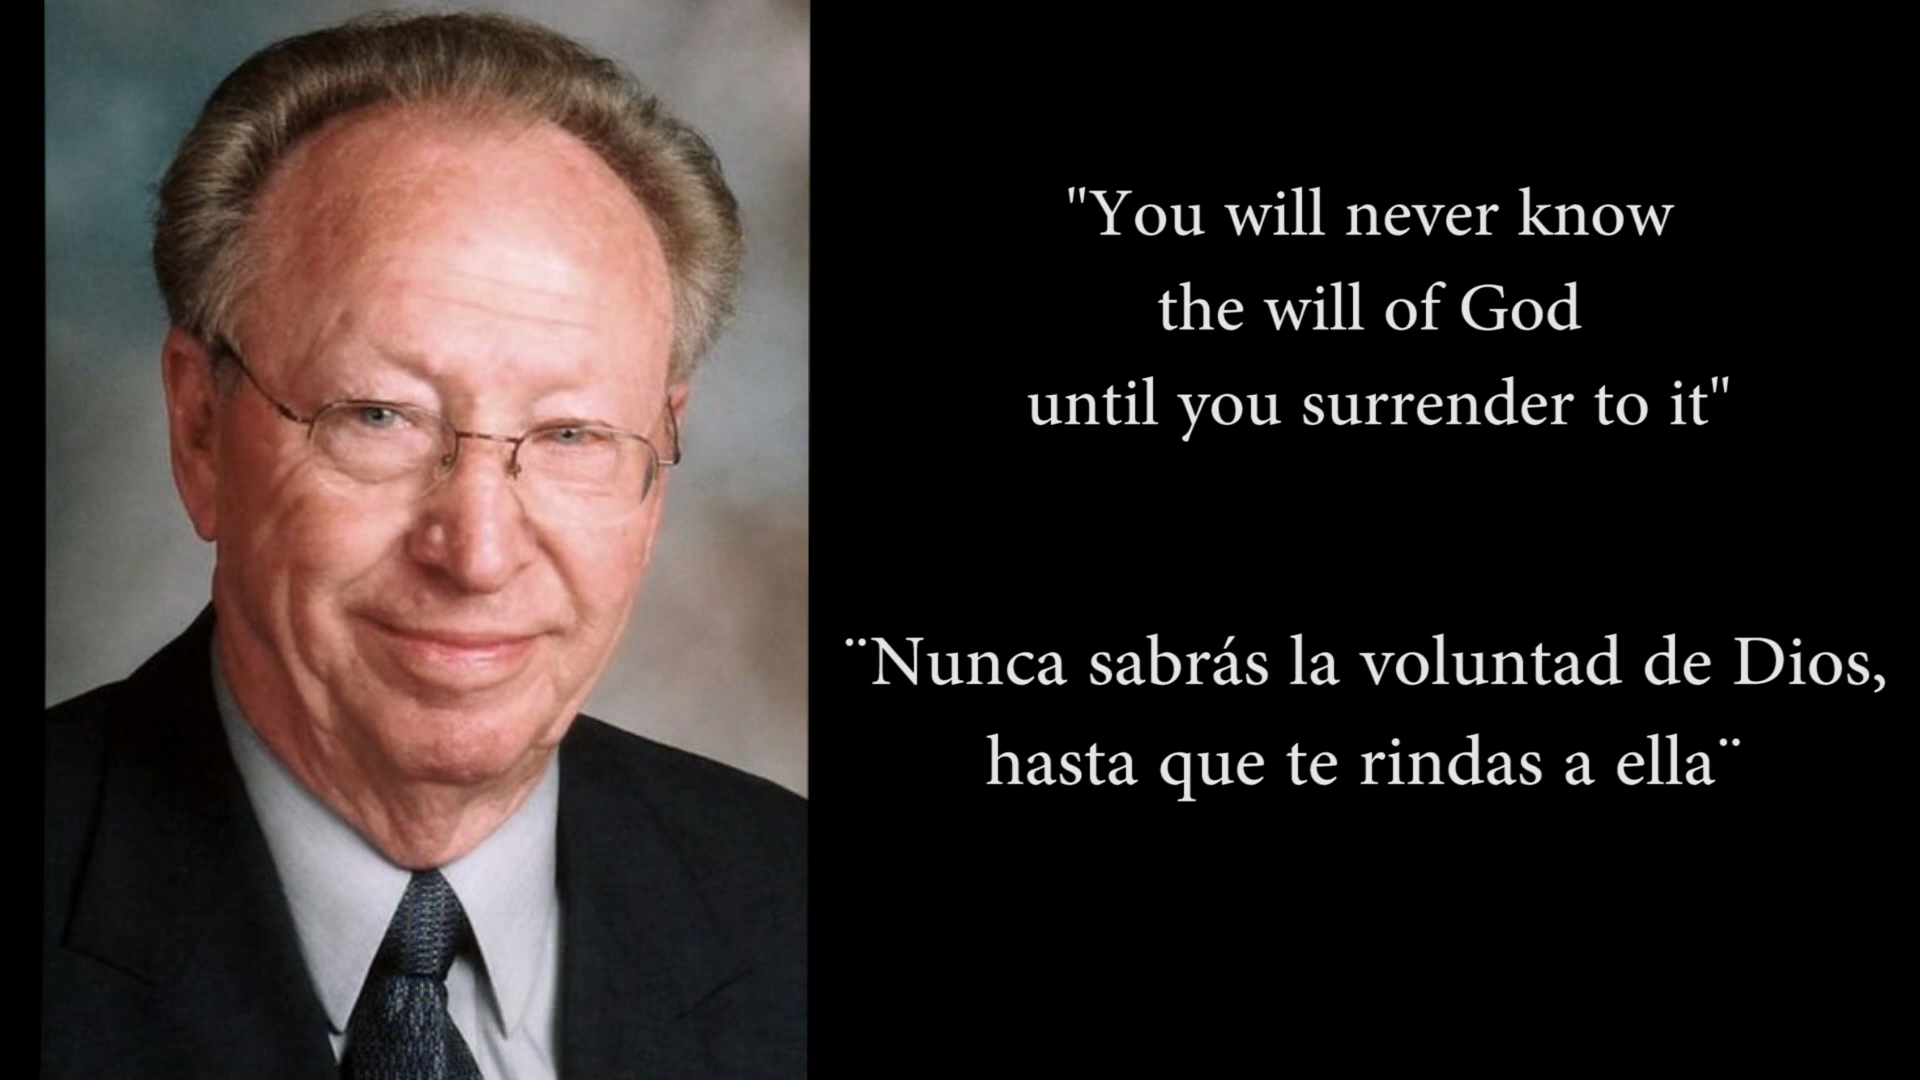 "You will never know
the will of God
until you surrender to it"
¨Nunca sabrás la voluntad de Dios,
hasta que te rindas a ella¨